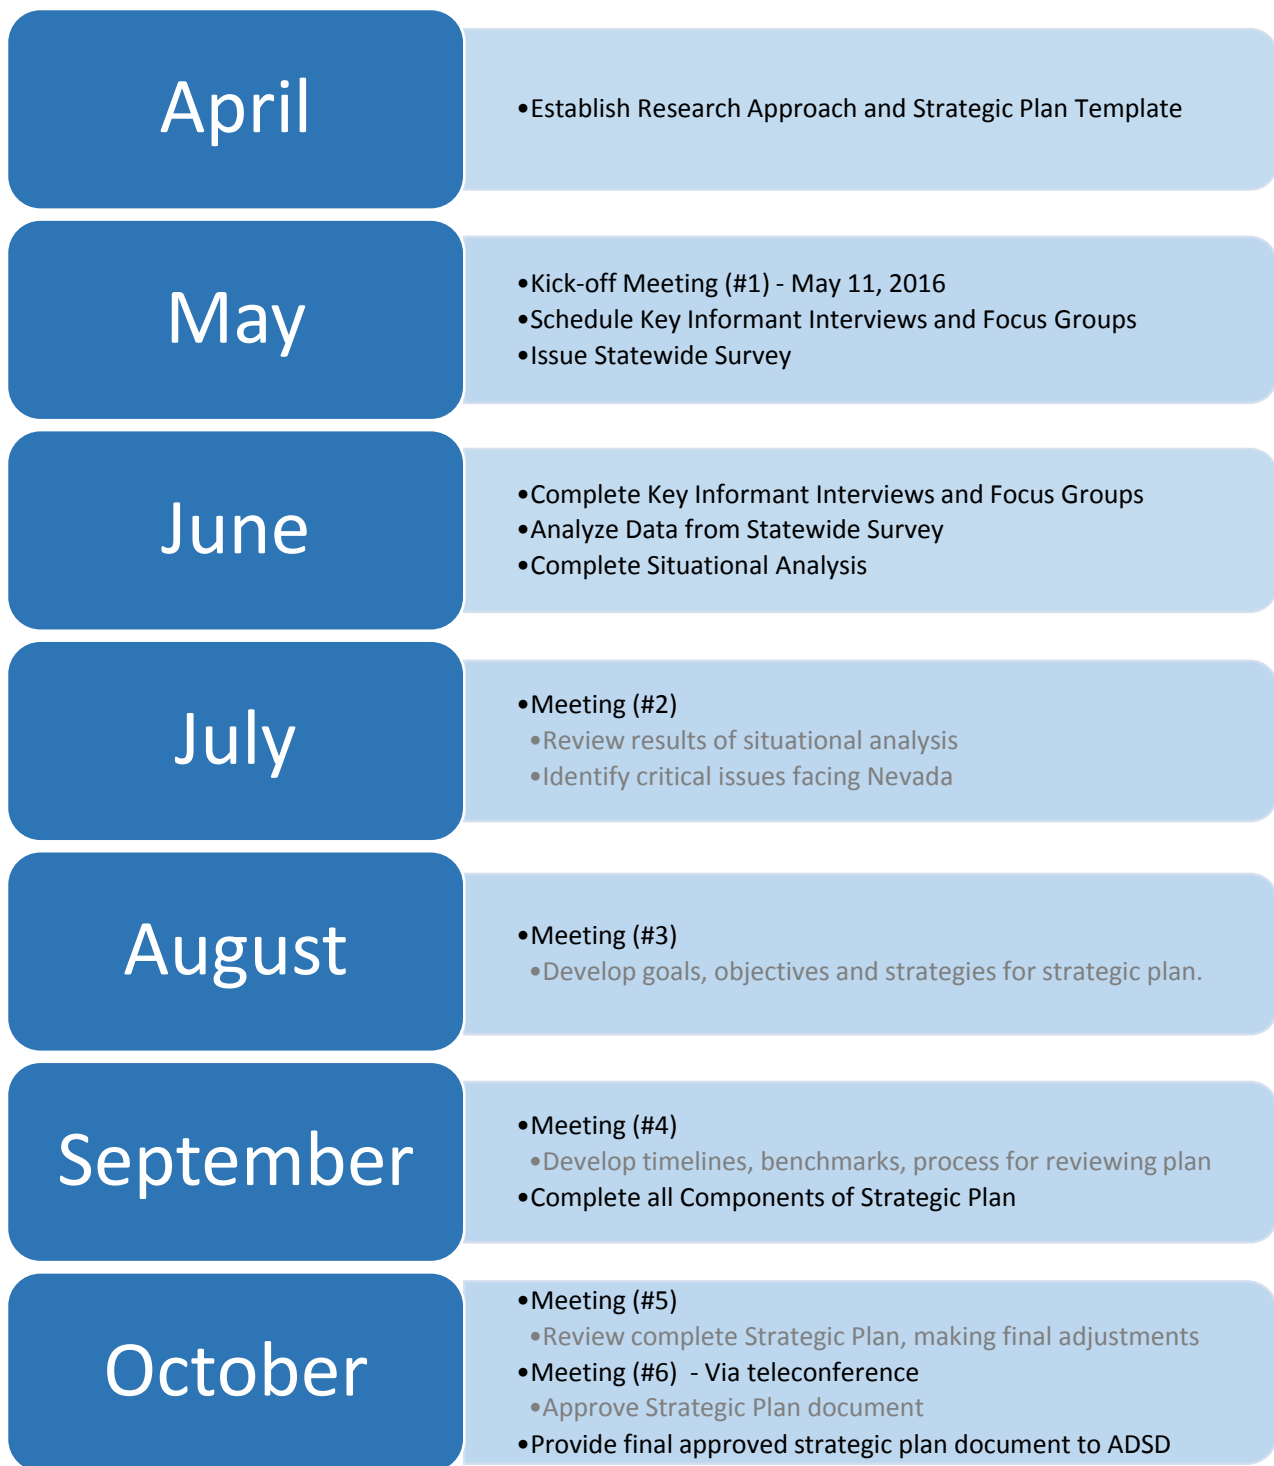 April
•Establish Research Approach and Strategic Plan Template
May
•Kick-off Meeting (#1) - May 11, 2016
•Schedule Key Informant Interviews and Focus Groups
•Issue Statewide Survey
June
•Complete Key Informant Interviews and Focus Groups
•Analyze Data from Statewide Survey
•Complete Situational Analysis
July
•Meeting (#2)
•Review results of situational analysis
•Identify critical issues facing Nevada
August
•Meeting (#3)
•Develop goals, objectives and strategies for strategic plan.
September
•Meeting (#4)
•Develop timelines, benchmarks, process for reviewing plan
•Complete all Components of Strategic Plan
October
•Meeting (#5)
•Review complete Strategic Plan, making final adjustments
•Meeting (#6)  - Via teleconference
•Approve Strategic Plan document
•Provide final approved strategic plan document to ADSD